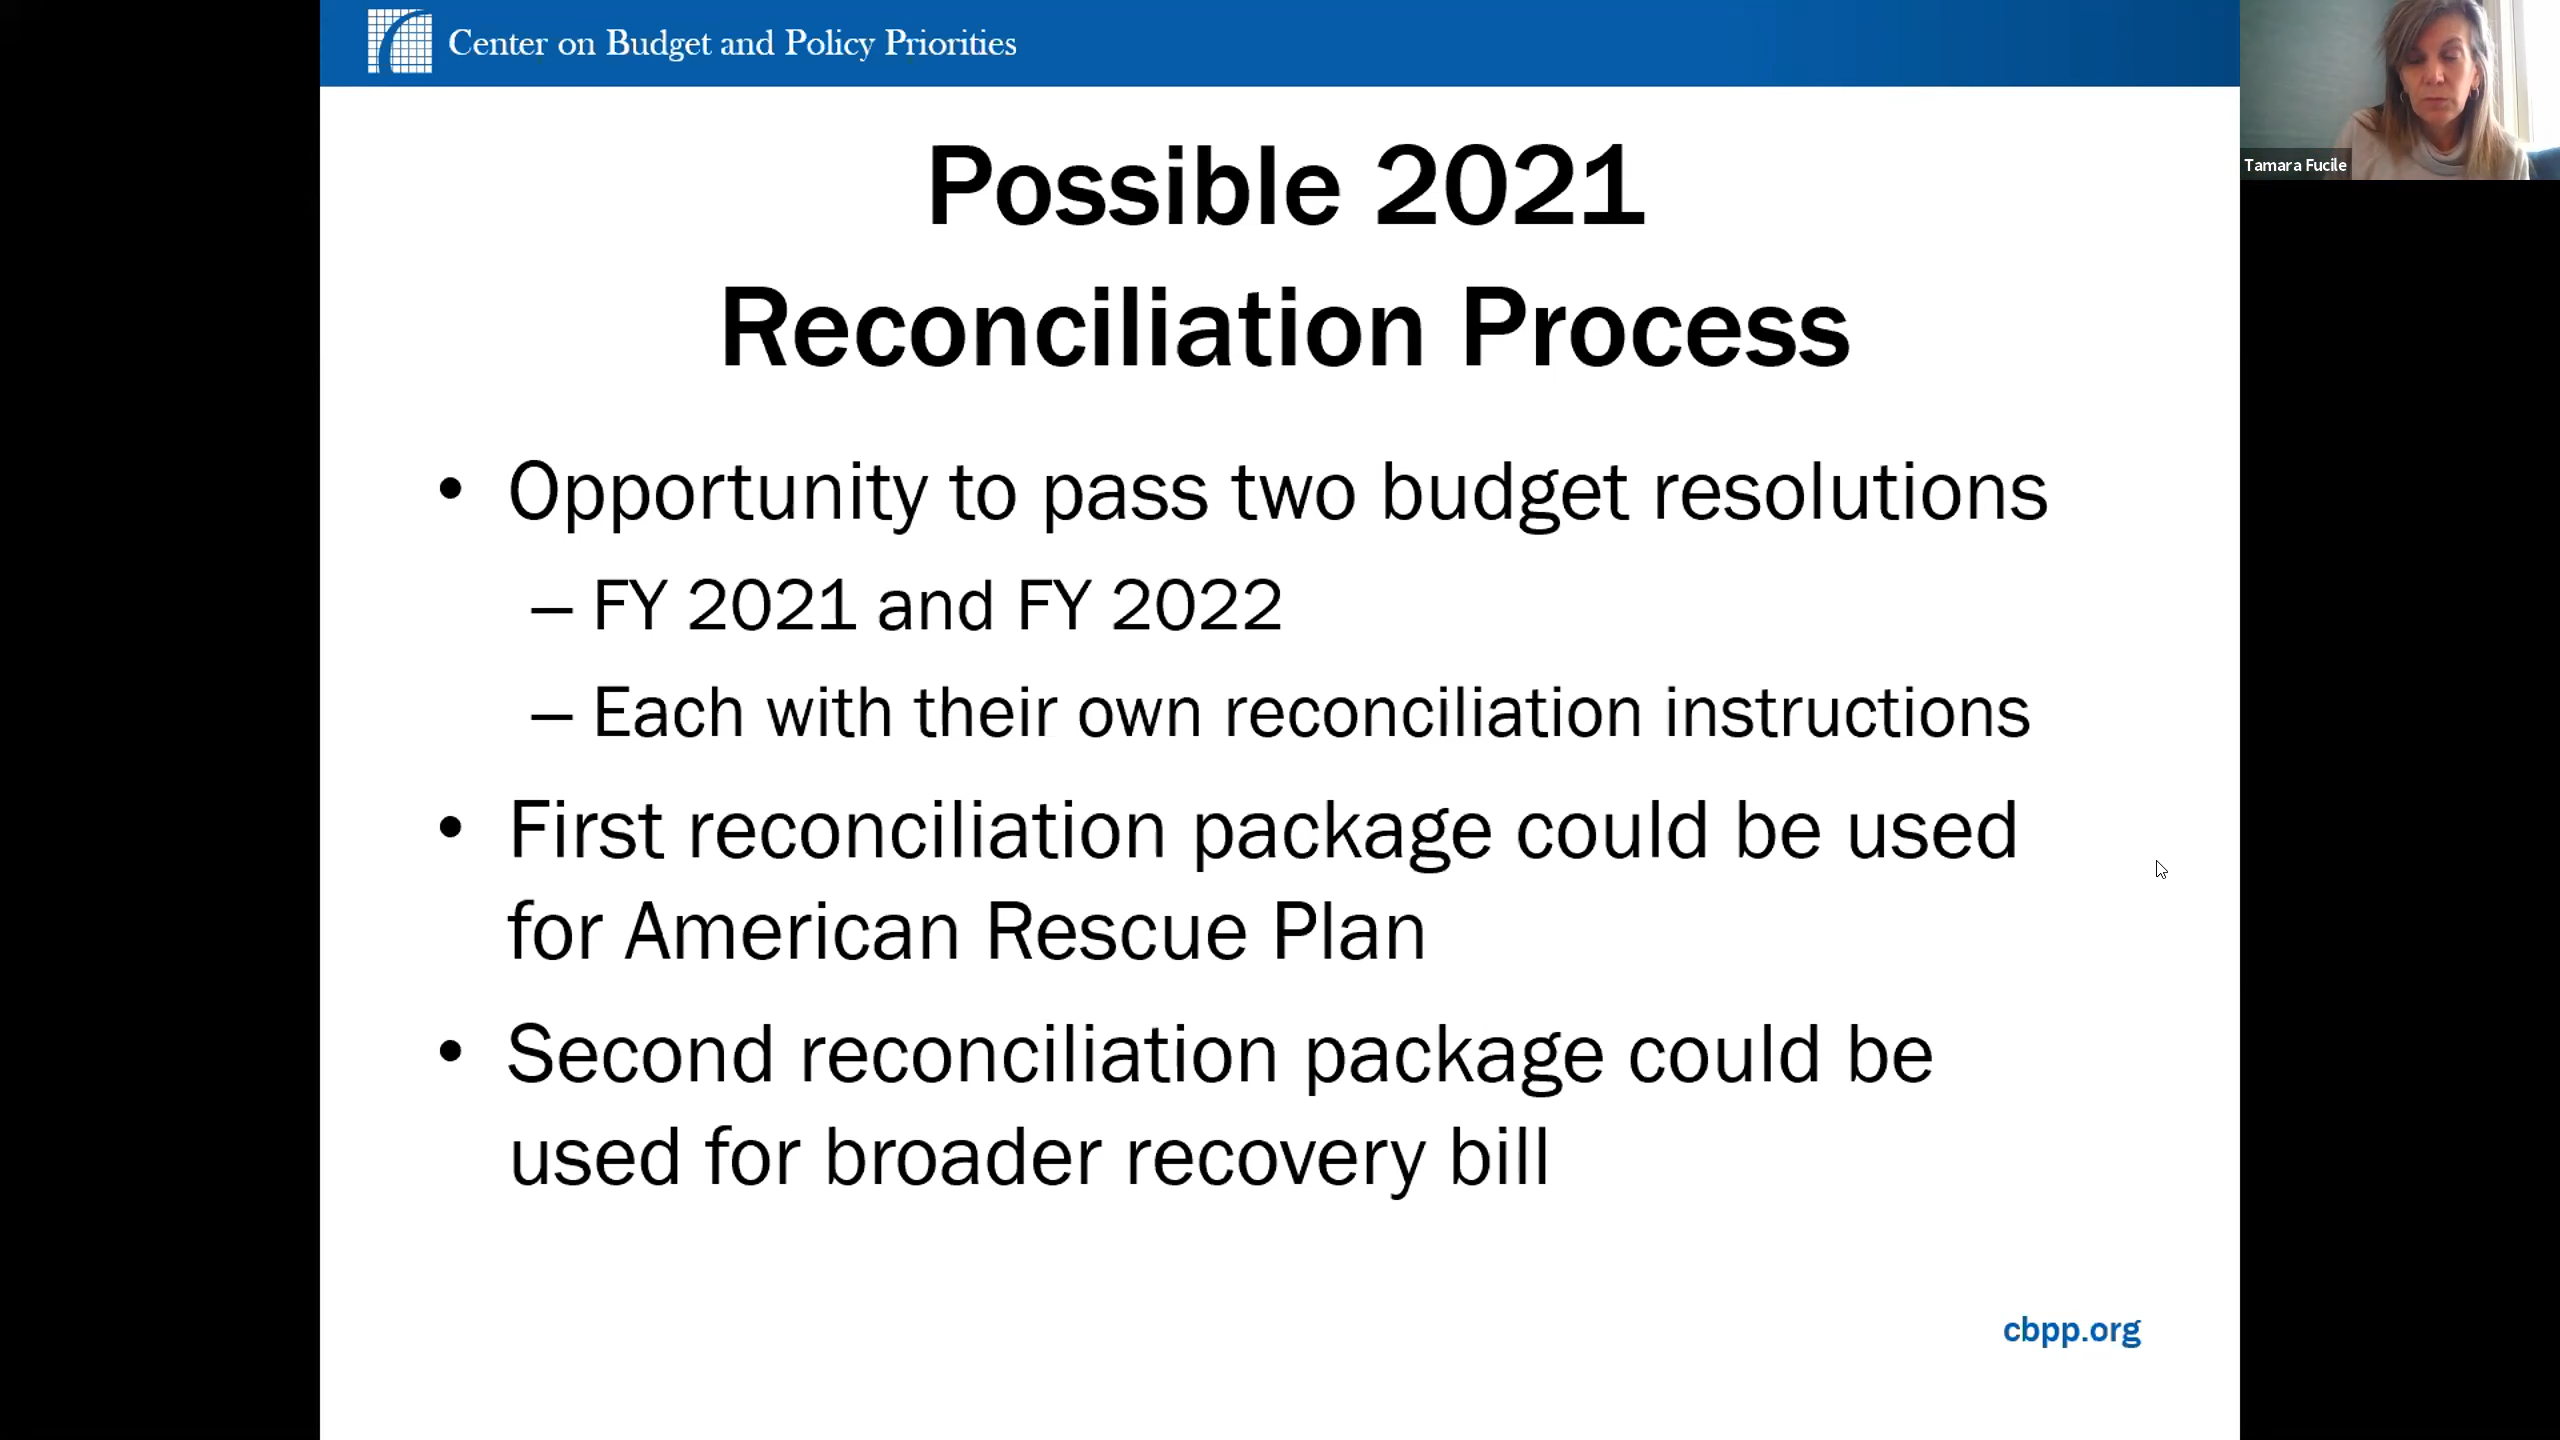 Center on Budget and Policy Priorities
Tamara Fucile
Possible 2021
Reconciliation Process
• Opportunity to pass two budget resolutions
– FY 2021 and FY 2022
– Each with their own reconciliation instructions
• First reconciliation package could be used
for American Rescue Plan
• Second reconciliation package could be
used for broader recovery bill
cbpp.org